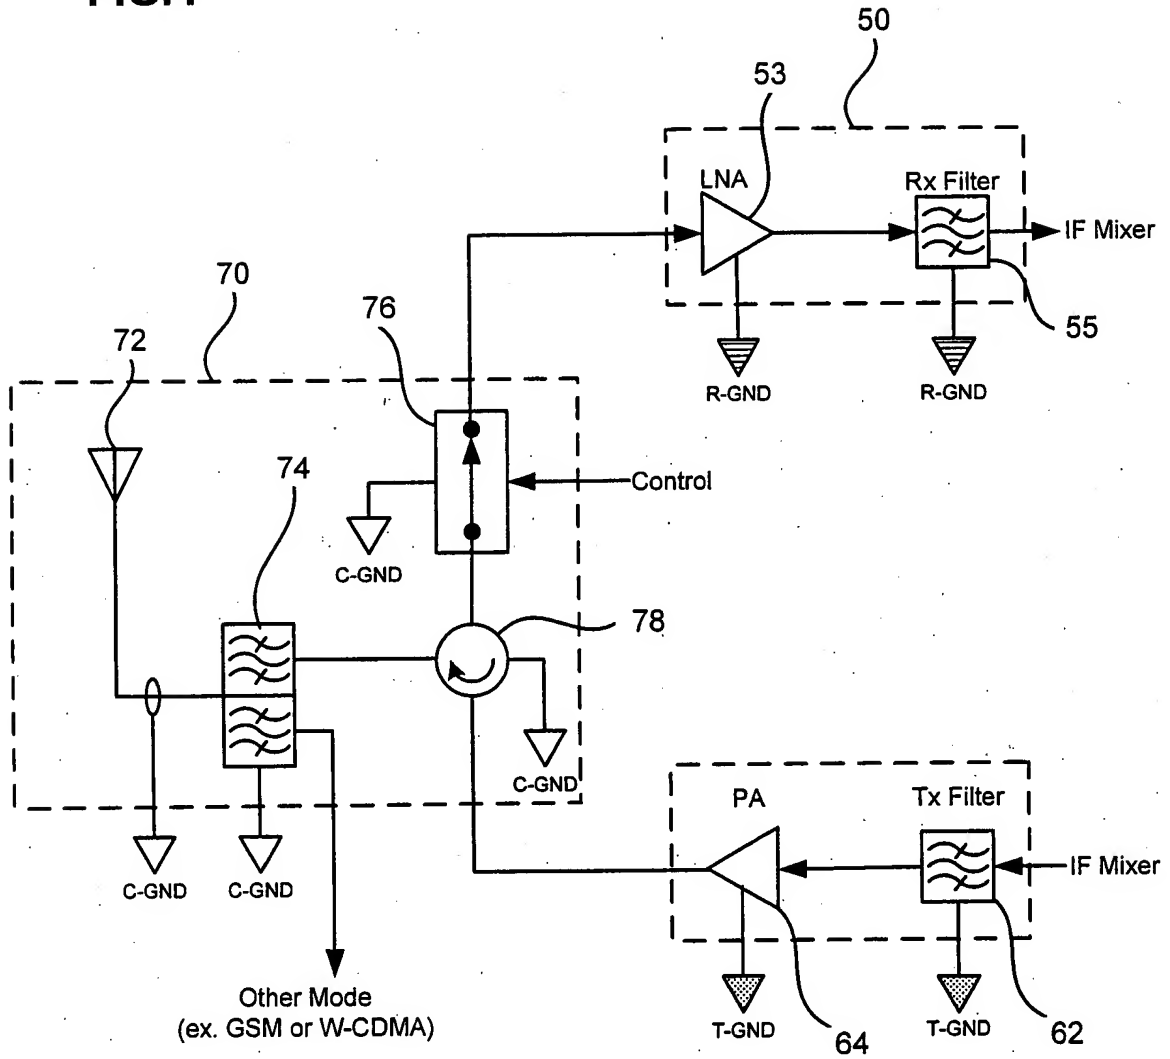 50
53
LNA
Rx Filter
IF Mixer
70
76
55
72
R-GND
R-GND
74
Control
C-GND
78
C-GND
PA
Tx Filter
IF Mixer
C-GND
C-GND
Other Mode
(ex. GSM or W-CDMA)
T-GND
64
T-GND
62